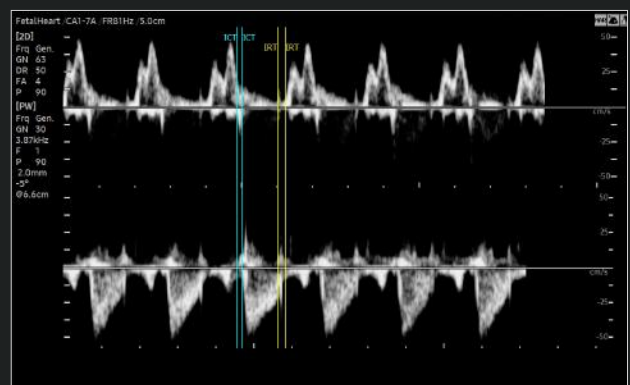 FetalHeart /CA1-7A /FR81Hz /5.0cm
[2D]
Frq Gen.
GN 63
DR 50
FA 4
P 90
[PW]
Frq Gen.
GN 30
3.87kHz
F 1
P 90
2.0mm
-5°
@6.6cm
ICT ICT
IRT IRT
50
25
cm/s
-25
-50
50
25
cm/s
-25
-50